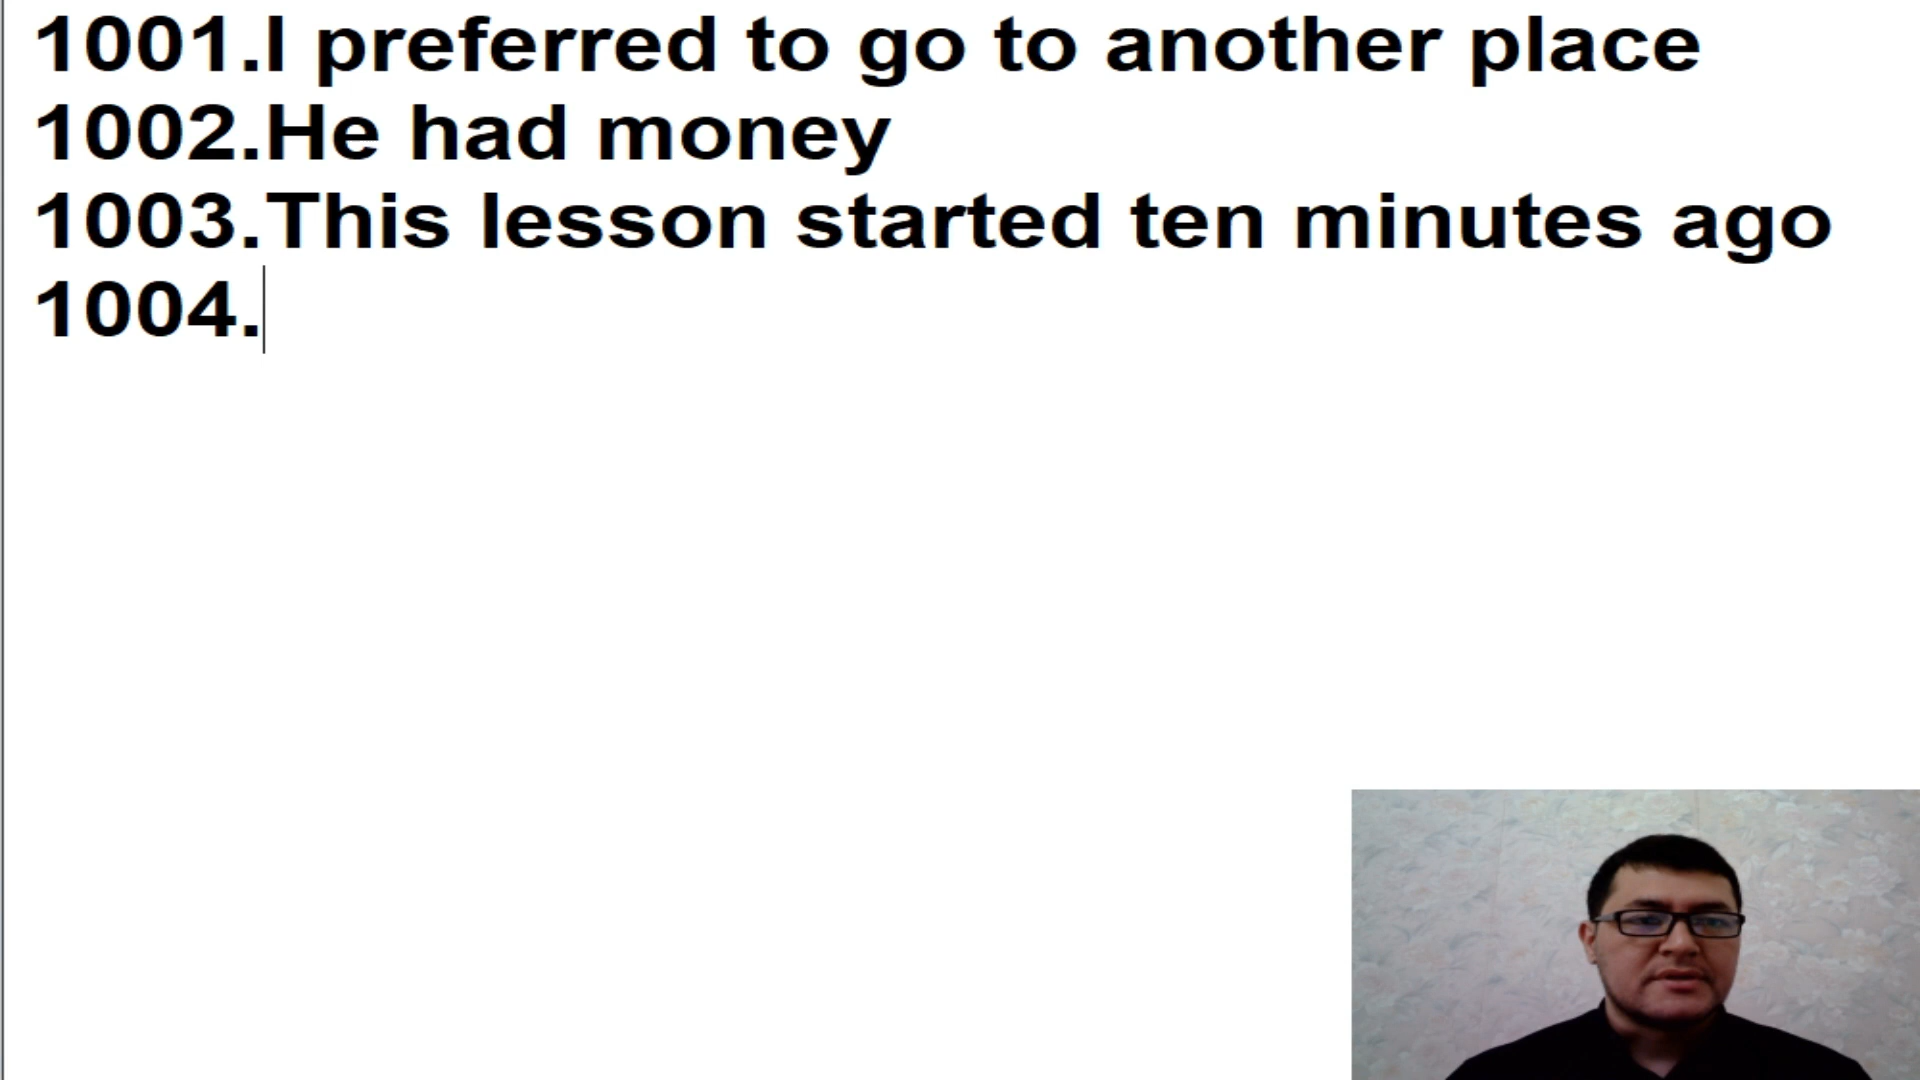 1001.I preferred to go to another place
1002.He had money
1003.This lesson started ten minutes ago
1004.